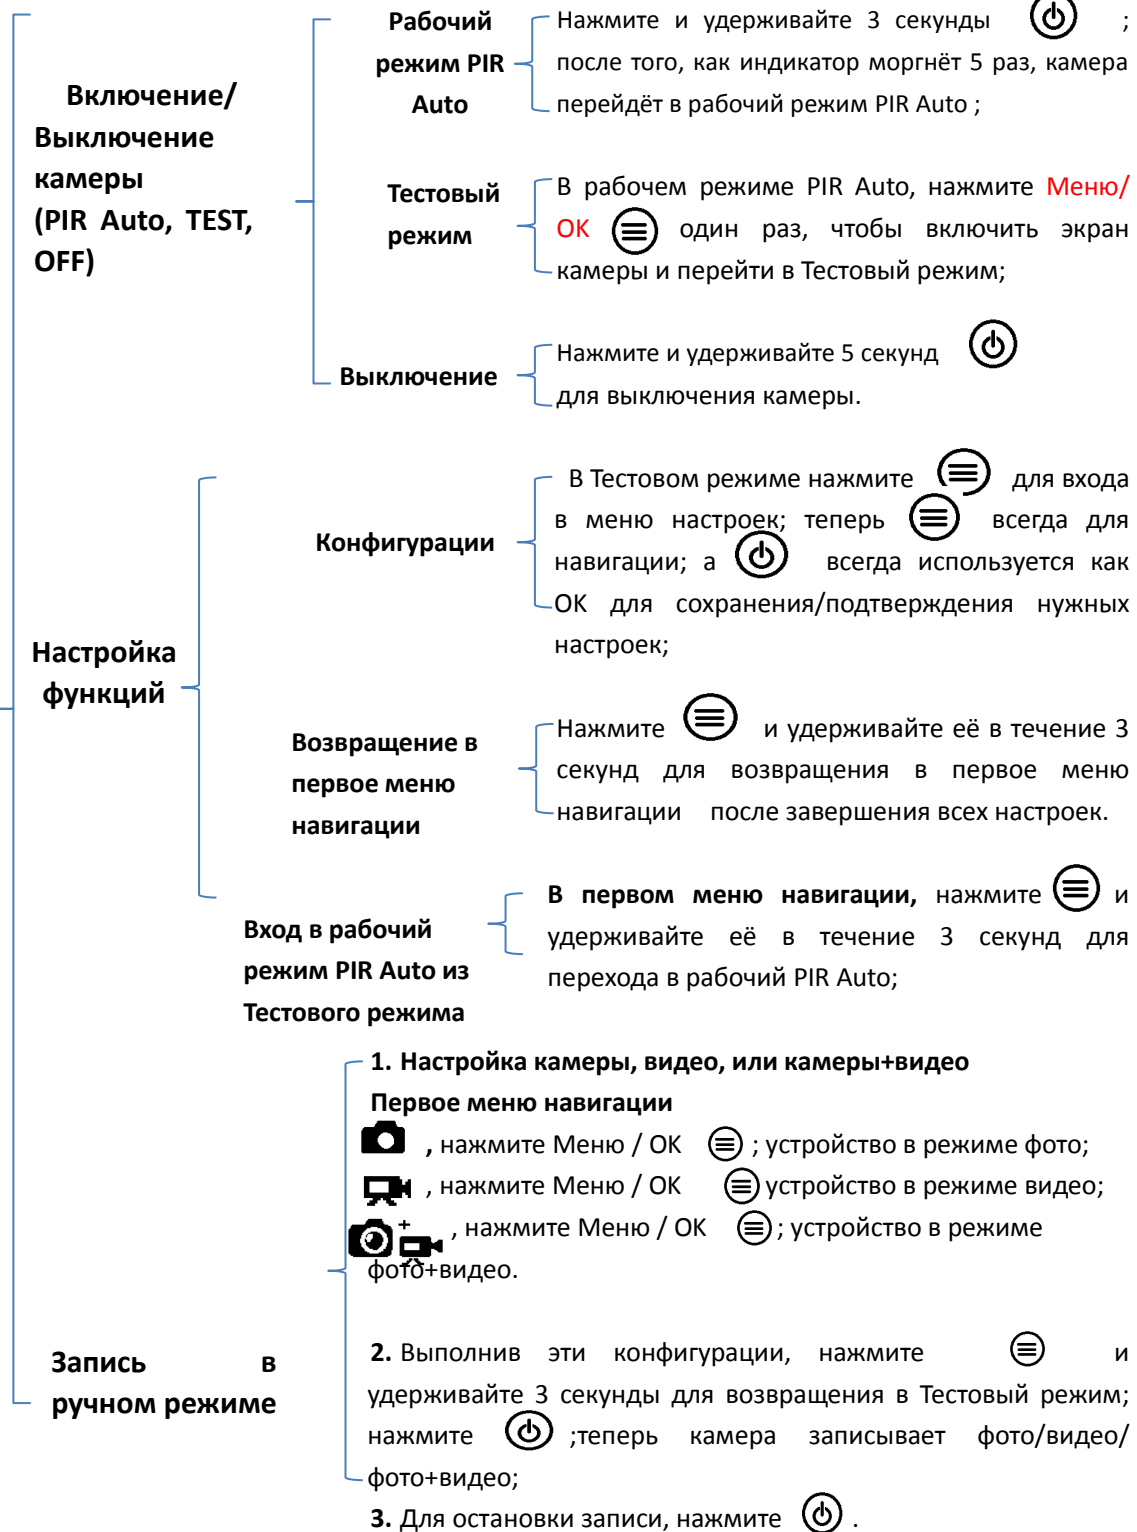 Включение/
Выключение
камеры
(PIR Auto, TEST,
OFF)
Рабочий
режим PIR
Auto
Нажмите и удерживайте 3 секунды ;
после того, как индикатор моргнёт 5 раз, камера
перейдёт в рабочий режим PIR Auto ;
Тестовый
режим
В рабочем режиме PIR Auto, нажмите Меню/
OK один раз, чтобы включить экран
камеры и перейти в Тестовый режим;
Выключение
Нажмите и удерживайте 5 секунд
для выключения камеры.
Настройка
функций
Конфигурации
В Тестовом режиме нажмите для входа
в меню настроек; теперь всегда для
навигации; а всегда используется как
OK для сохранения/подтверждения нужных
настроек;
Возвращение в
первое меню
навигации
Нажмите и удерживайте её в течение 3
секунд для возвращения в первое меню
навигации после завершения всех настроек.
Вход в рабочий
режим PIR Auto из
Тестового режима
В первом меню навигации, нажмите и
удерживайте её в течение 3 секунд для
перехода в рабочий PIR Auto;
Запись в
ручном режиме
1. Настройка камеры, видео, или камеры+видео
Первое меню навигации
, нажмите Меню / OK ; устройство в режиме фото;
, нажмите Меню / OK устройство в режиме видео;
+ , нажмите Меню / OK ; устройство в режиме
фото+видео.
2. Выполнив эти конфигурации, нажмите и
удерживайте 3 секунды для возвращения в Тестовый режим;
нажмите ;теперь камера записывает фото/видео/
фото+видео;
3. Для остановки записи, нажмите .